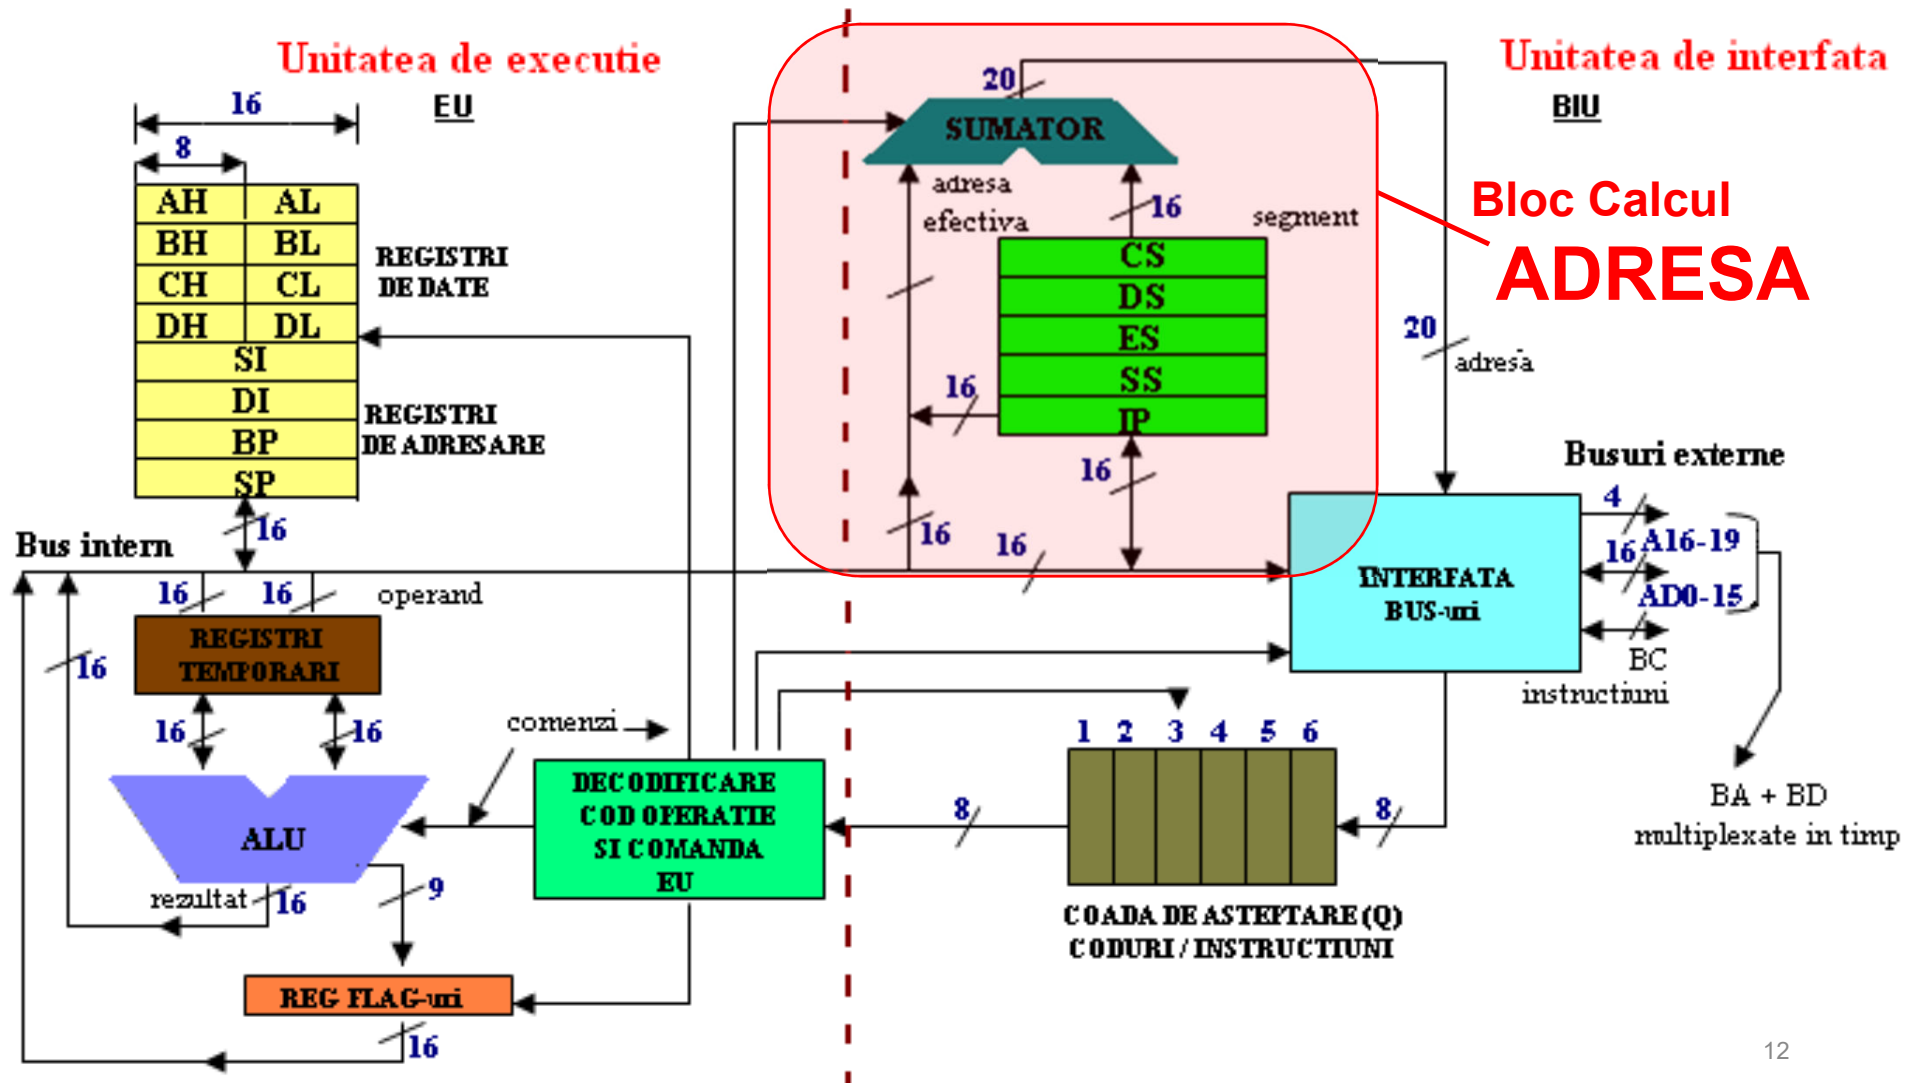 Unitatea de executie
EU
Unitatea de interfata
BIU
16
8
AH AL
BH BL
CH CL
DH DL
SI
DI
BP
SP
REGISTRI
DE DATE
REGISTRI
DE ADRESARE
16
Bus intern
16
16
operand
REGISTRI
TEMPORARI
16
16
16
ALU
rezultat
16
9
REG FLAG-uri
16
comenzi
DECODIFICARE
COD OPERATIE
SI COMANDA
EU
20
SUMATOR
adresa
efectiva
16
segment
CS
DS
ES
SS
IP
16
16
16
16
Bloc Calcul
ADRESA
20
adresa
INTERFATA
BUS-uri
Busuri externe
4
A16-19
16
AD0-15
BC
instructiuni
BA + BD
multiplexate in timp
1 2 3 4 5 6
8
8
COADA DE ASTEPTARE (Q)
CODURI / INSTRUCTIUNI
12